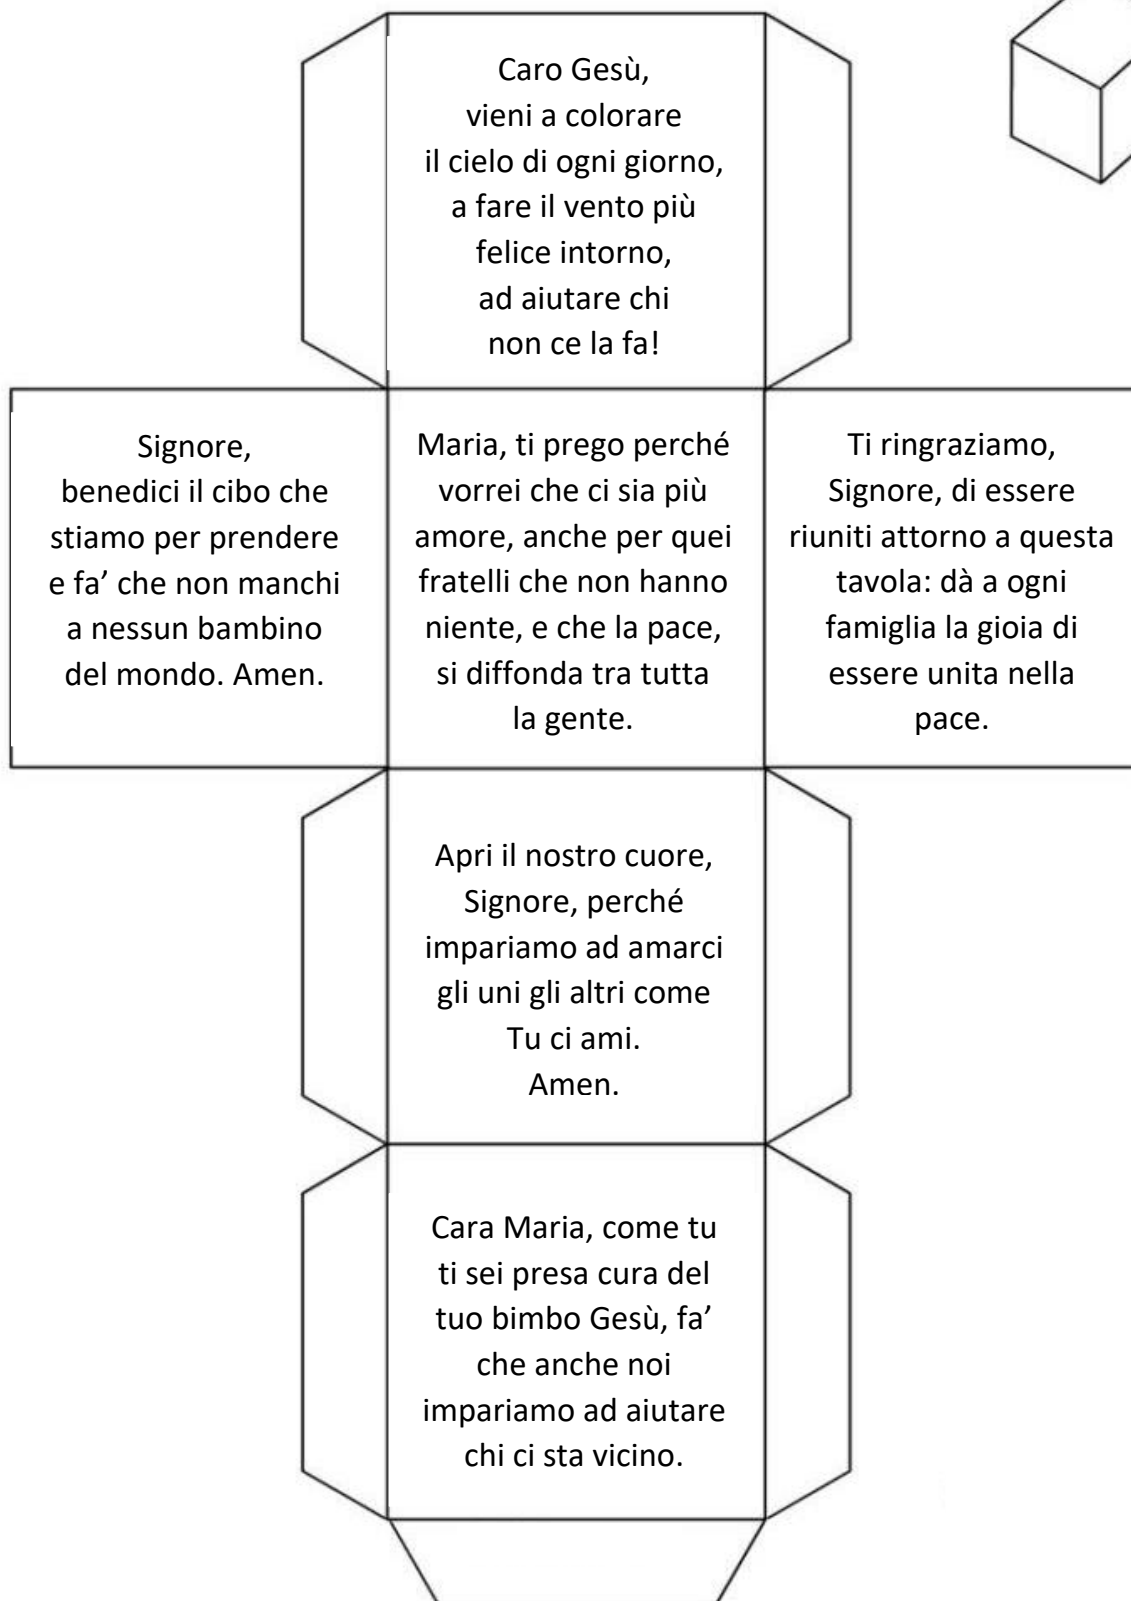 Caro Gesù,
vieni a colorare
il cielo di ogni giorno,
a fare il vento più
felice intorno,
ad aiutare chi
non ce la fa!
Signore,
benedici il cibo che
stiamo per prendere
e fa’ che non manchi
a nessun bambino
del mondo. Amen.
Maria, ti prego perché
vorrei che ci sia più
amore, anche per quei
fratelli che non hanno
niente, e che la pace,
si diffonda tra tutta
la gente.
Ti ringraziamo,
Signore, di essere
riuniti attorno a questa
tavola: dà a ogni
famiglia la gioia di
essere unita nella
pace.
Apri il nostro cuore,
Signore, perché
impariamo ad amarci
gli uni gli altri come
Tu ci ami.
Amen.
Cara Maria, come tu
ti sei presa cura del
tuo bimbo Gesù, fa’
che anche noi
impariamo ad aiutare
chi ci sta vicino.